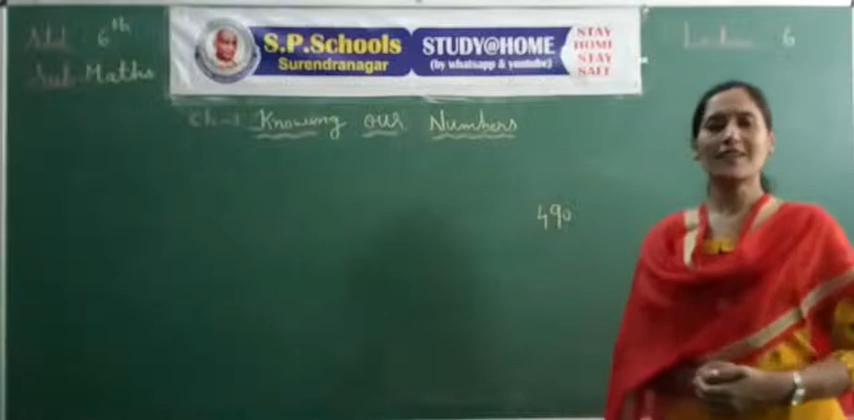 Std : 6th
Sub : Maths
S.P.Schools
Surendranagar
STUDY@HOME
(by whatsapp & youtube)
STAY
HOME
STAY
SAFE
6
Ch-1 Knowing our Numbers
490